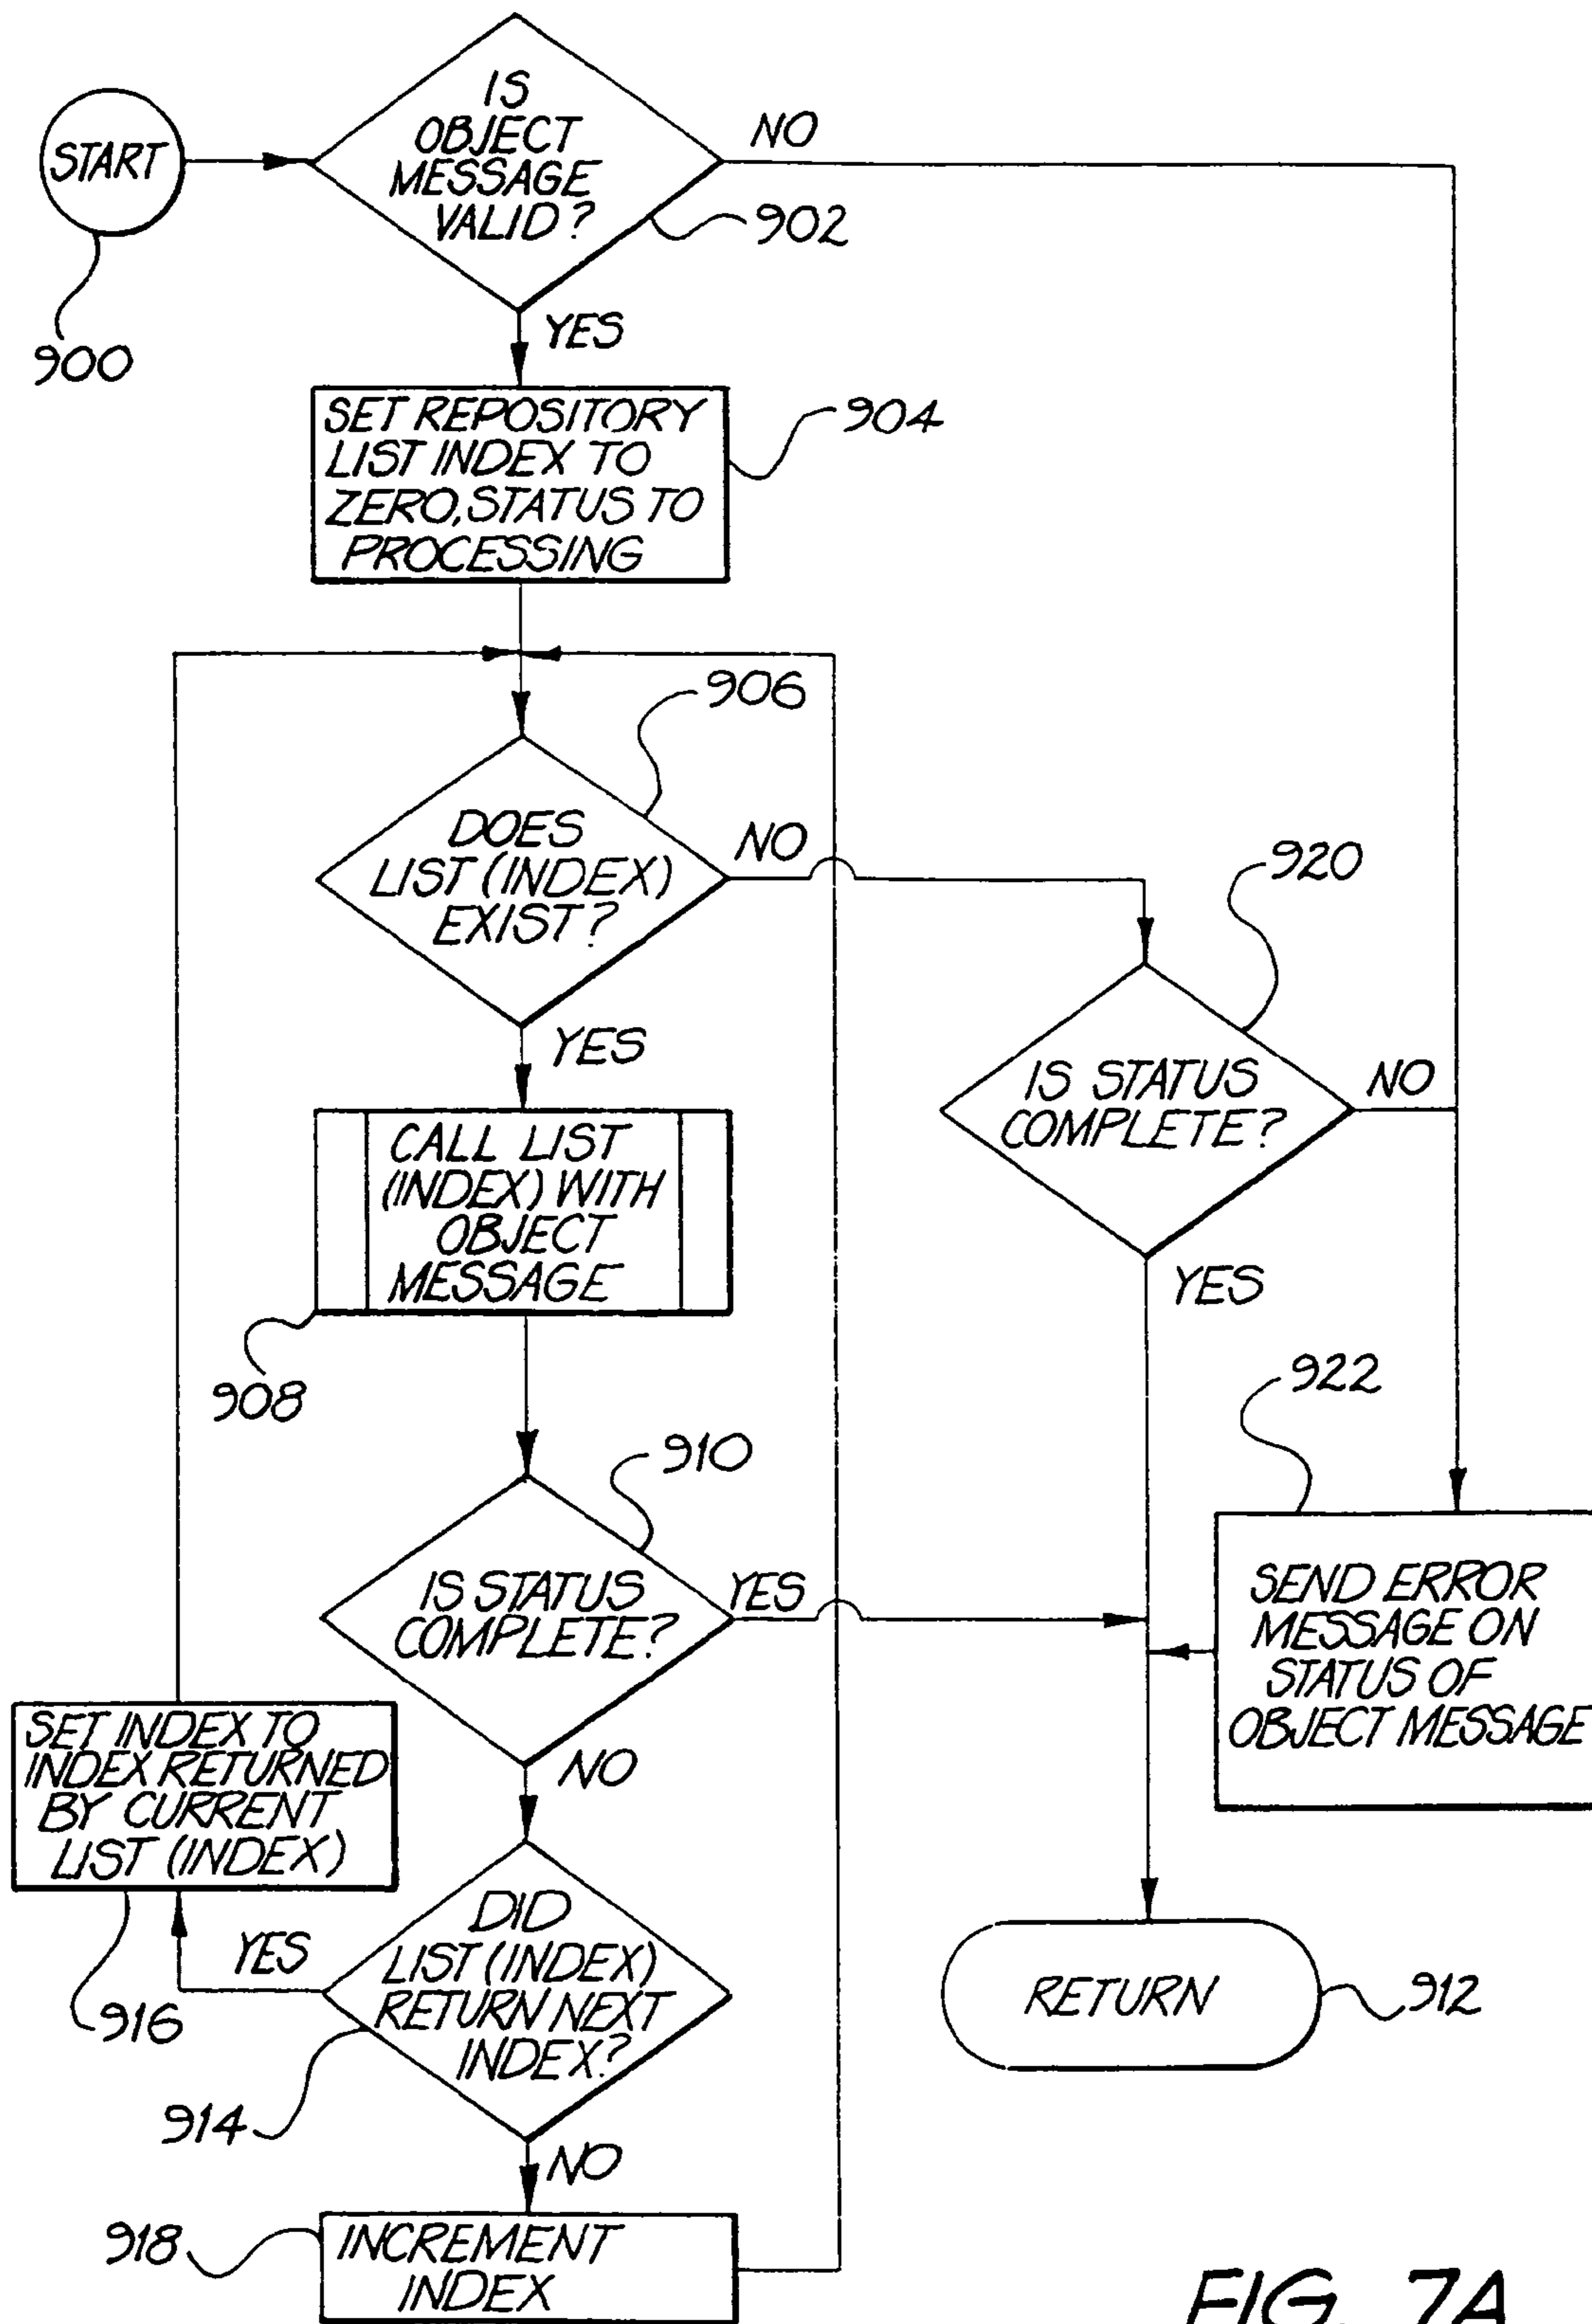 START
900
IS
OBJECT
MESSAGE
VALID?
NO
902
YES
SET REPOSITORY
LIST INDEX TO
ZERO, STATUS TO
PROCESSING
904
906
DOES
LIST (INDEX)
EXIST?
NO
YES
920
IS STATUS
COMPLETE?
NO
YES
CALL LIST
(INDEX) WITH
OBJECT
MESSAGE
908
910
IS STATUS
COMPLETE?
YES
NO
922
SEND ERROR
MESSAGE ON
STATUS OF
OBJECT MESSAGE
SET INDEX TO
INDEX RETURNED
BY CURRENT
LIST (INDEX)
916
YES
DID
LIST (INDEX)
RETURN NEXT
INDEX?
914
NO
RETURN
912
918
INCREMENT
INDEX
FIG. 7A